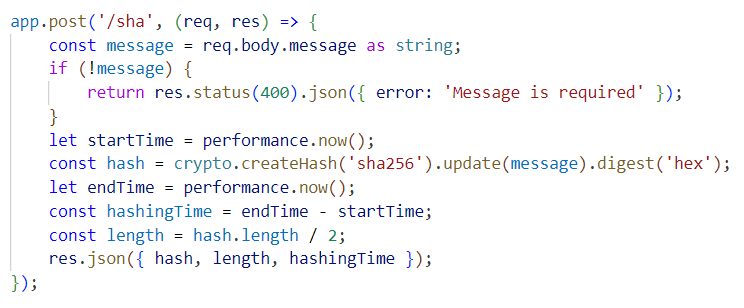 app.post('/sha', (req, res) => {
    const message = req.body.message as string;
    if (!message) {
        return res.status(400).json({ error: 'Message is required' });
    }
    let startTime = performance.now();
    const hash = crypto.createHash('sha256').update(message).digest('hex');
    let endTime = performance.now();
    const hashingTime = endTime - startTime;
    const length = hash.length / 2;
    res.json({ hash, length, hashingTime });
});